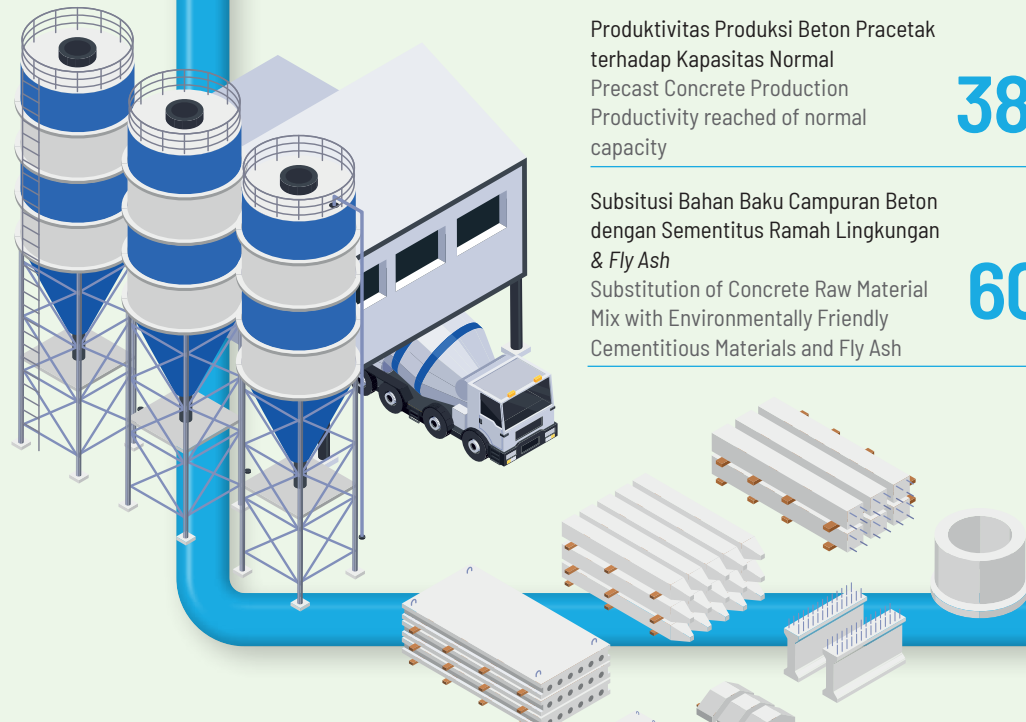 Produktivitas Produksi Beton Pracetak
terhadap Kapasitas Normal
Precast Concrete Production
Productivity reached of normal
capacity
38
Subsitusi Bahan Baku Campuran Beton
dengan Sementitus Ramah Lingkungan
& Fly Ash
Substitution of Concrete Raw Material
Mix with Environmentally Friendly
Cementitious Materials and Fly Ash
60